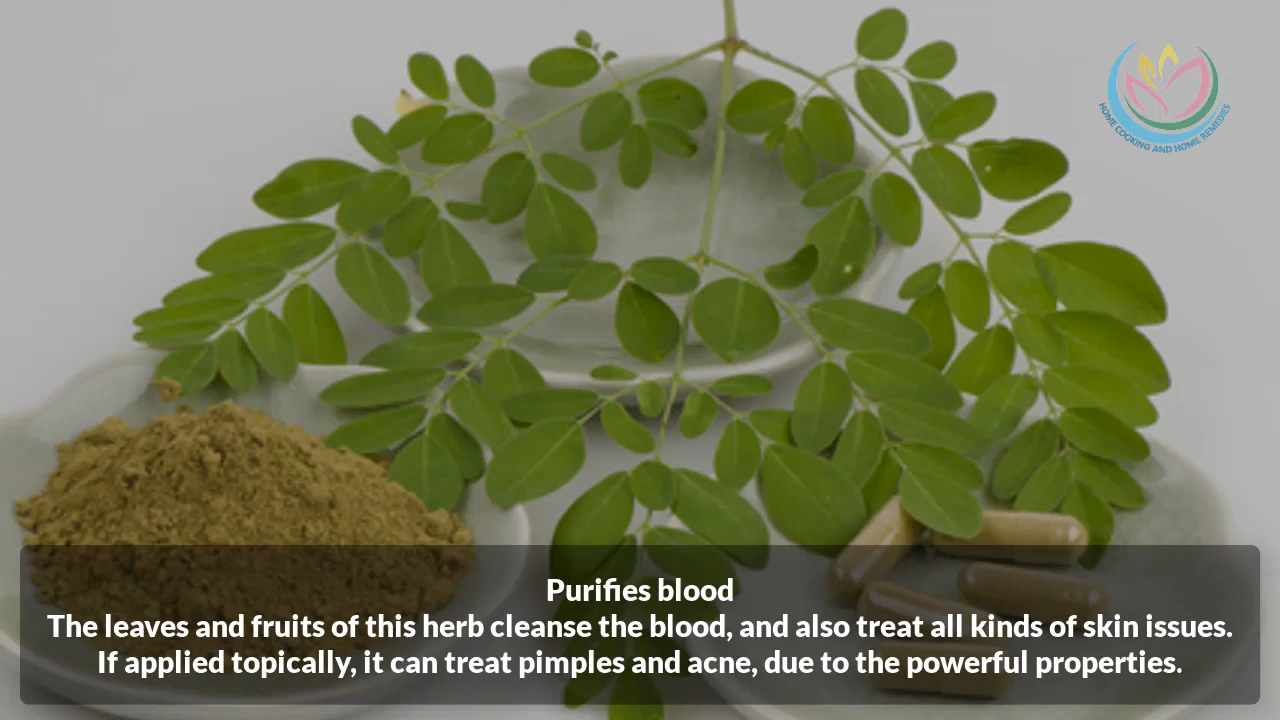 HOME COOKING AND HOME REMEDIES
Purifies blood
The leaves and fruits of this herb cleanse the blood, and also treat all kinds of skin issues.
If applied topically, it can treat pimples and acne, due to the powerful properties.